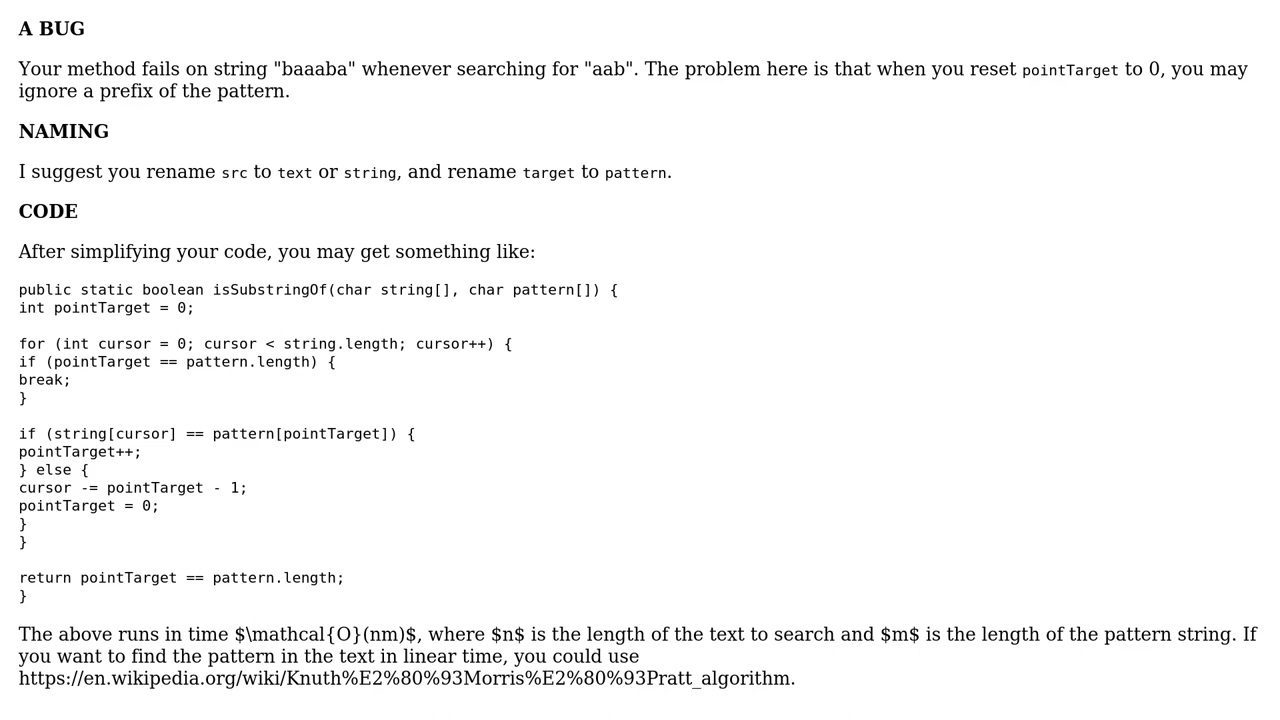 A BUG
Your method fails on string "baaaba" whenever searching for "aab". The problem here is that when you reset pointTarget to 0, you may
ignore a prefix of the pattern.
NAMING
I suggest you rename src to text or string, and rename target to pattern.
CODE
After simplifying your code, you may get something like:
public static boolean isSubstringOf(char string[], char pattern[]) {
int pointTarget = 0;
for (int cursor = 0; cursor < string.length; cursor++) {
if (pointTarget == pattern.length) {
break;
}
if (string[cursor] == pattern[pointTarget]) {
pointTarget++;
} else {
cursor -= pointTarget - 1;
pointTarget = 0;
}
}
return pointTarget == pattern.length;
}
The above runs in time $\mathcal{O}(nm)$, where $n$ is the length of the text to search and $m$ is the length of the pattern string. If
you want to find the pattern in the text in linear time, you could use
https://en.wikipedia.org/wiki/Knuth%E2%80%93Morris%E2%80%93Pratt_algorithm.